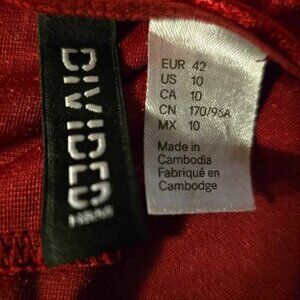 DIVIDED
H&M
EUR 42
US 10
CA 10
CN 170/96A
MX 10
Made in
Cambodia
Fabriqué en
Cambodge